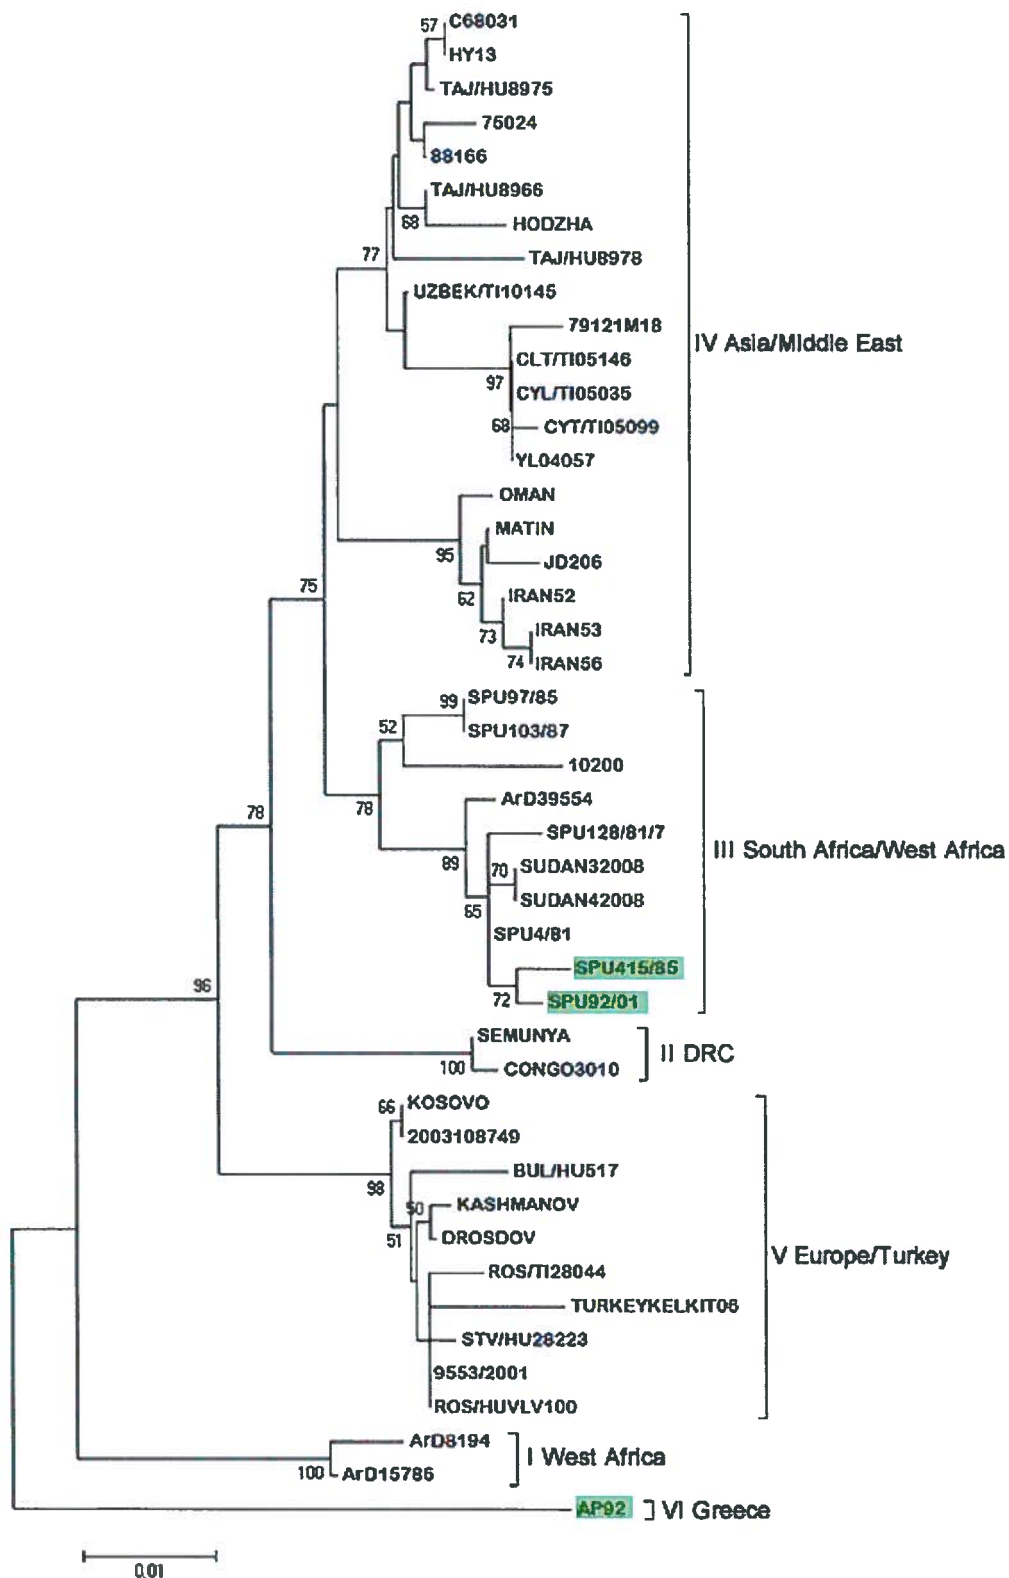 57
C68031
HY13
TAJ/HU8975
75024
88166
TAJ/HU8966
68
HODZHA
TAJ/HU8978
77
UZBEK/TI10145
79121M18
IV Asia/Middle East
CLT/TI05146
97
CYL/TI05035
68
CYT/TI05099
YL04057
OMAN
MATIN
95
JD206
75
IRAN52
62
IRAN53
73
74
IRAN56
99
SPU97/85
52
SPU103/87
10200
78
ArD39554
78
SPU128/81/7
III South Africa/West Africa
89
70
SUDAN32008
SUDAN42008
65
SPU4/81
SPU415/85
96
72
SPU92/01
SEMUNYA
II DRC
100
CONGO3010
66
KOSOVO
2003108749
BUL/HU517
98
50
KASHMANOV
51
DROSDOV
V Europe/Turkey
ROS/TI28044
TURKEYKELKIT06
STV/HU28223
9553/2001
ROS/HUVLV100
ArD8194
I West Africa
100
ArD15786
AP92
VI Greece
0.01